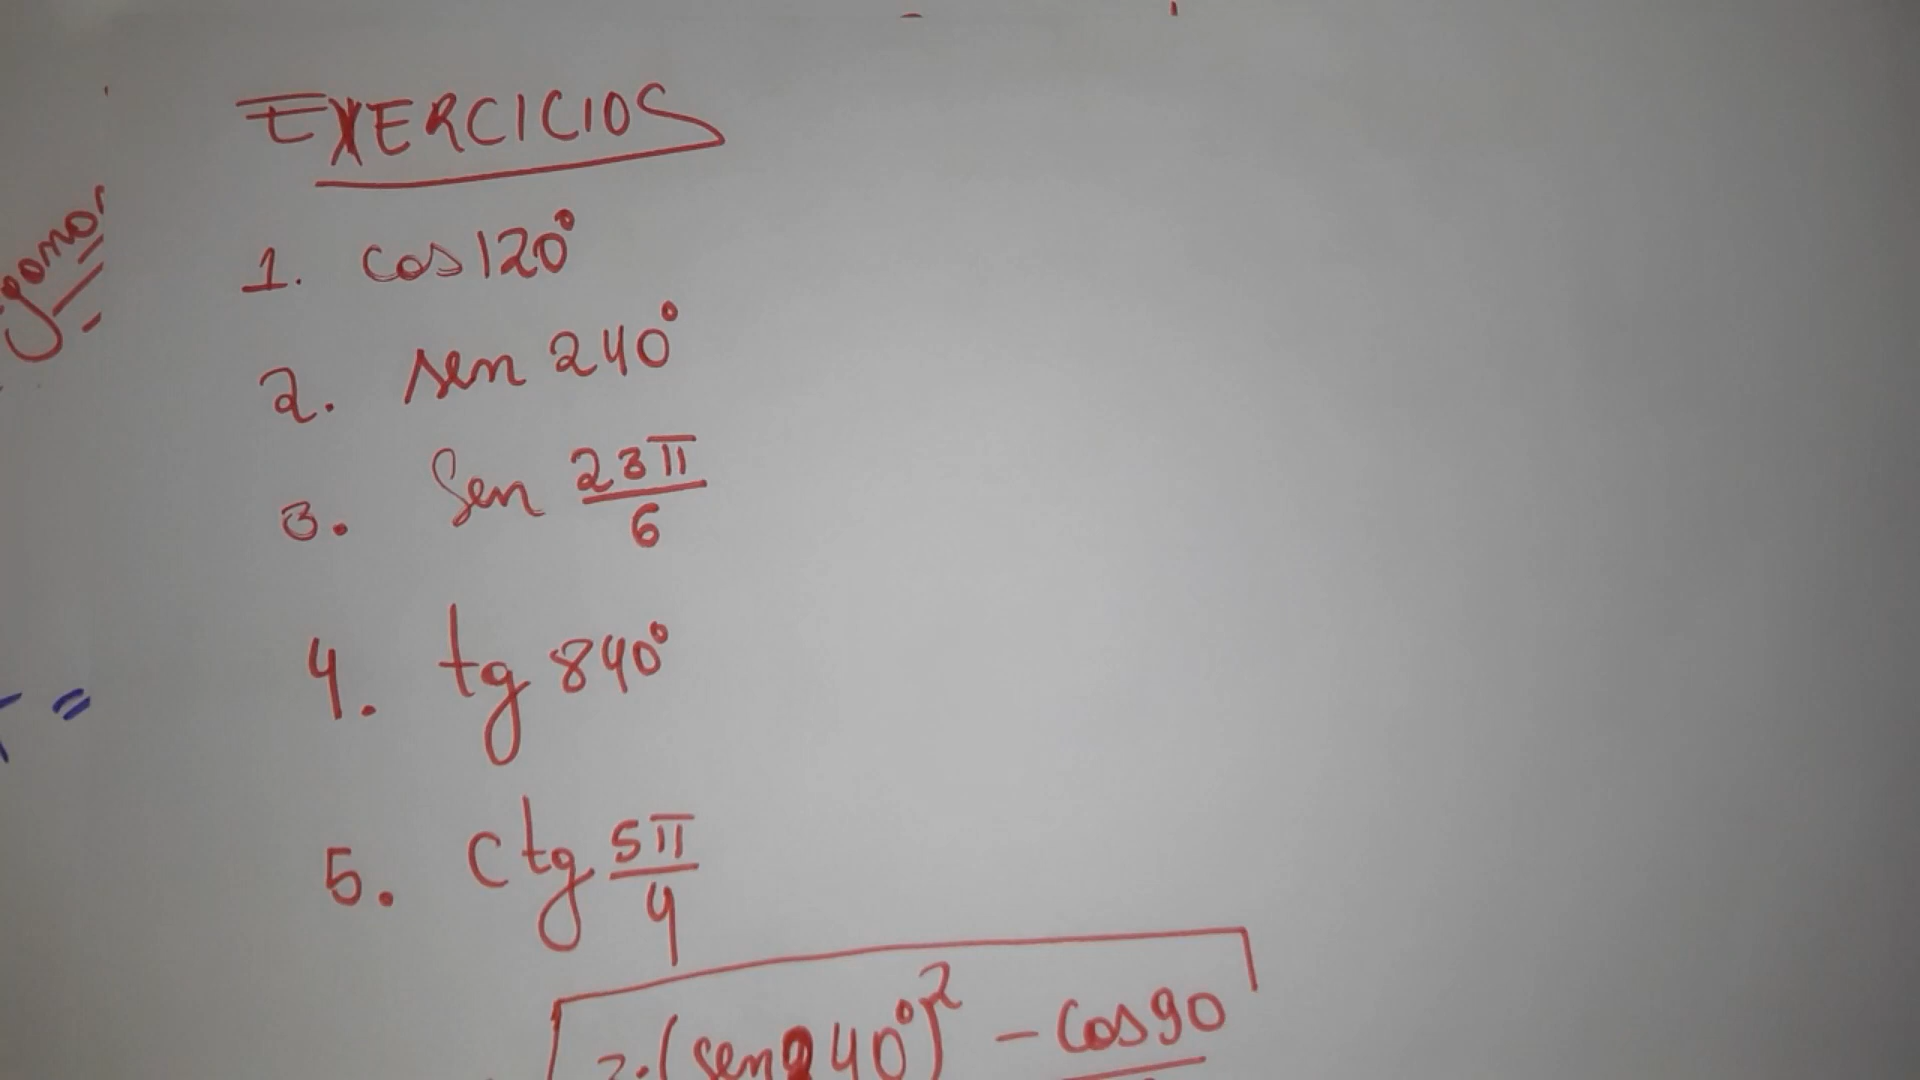 EXERCICIOS
1. cos 120°
2. sen 240°
3. Sen 23π/6
4. tg 840°
5. ctg 5π/4
(sen 240°)² - cos 90